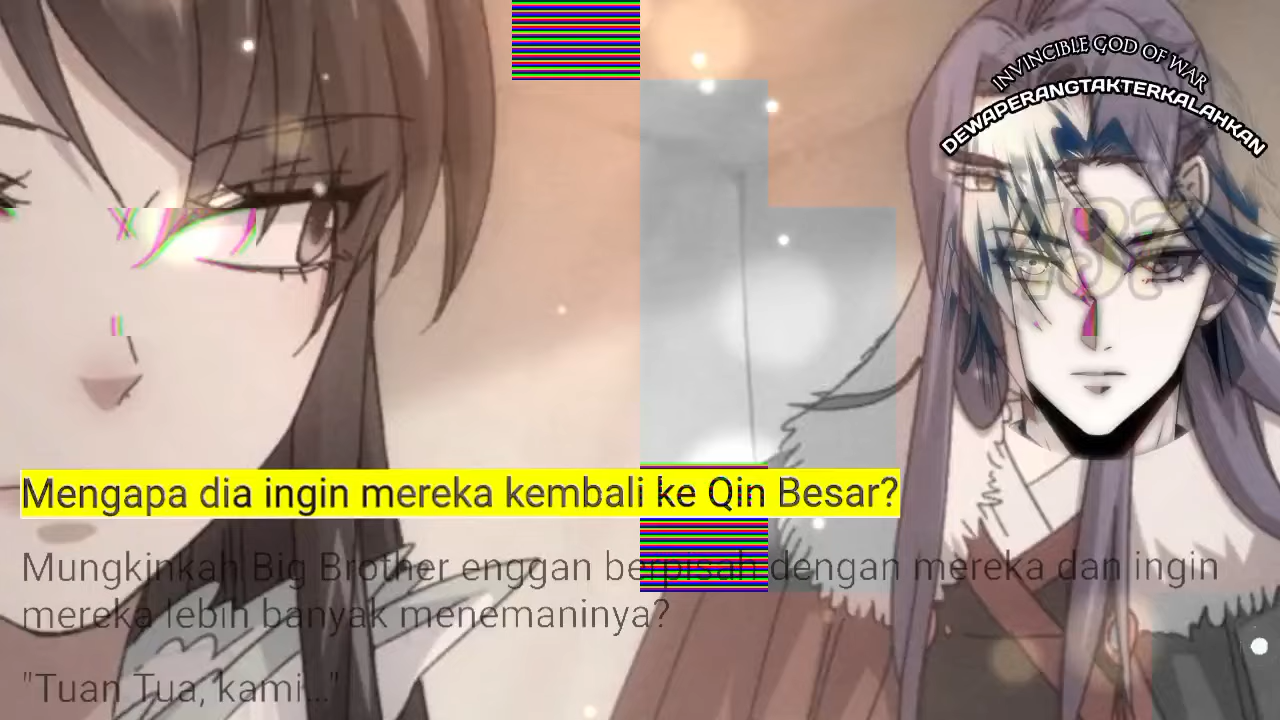 INVINCIBLE GOD OF WAR
DEWAPERANGTAKTERKALAHKAN
Mengapa dia ingin mereka kembali ke Qin Besar?
Mungkinkah Big Brother enggan berpisah dengan mereka dan ingin
mereka lebih banyak menemaninya?
"Tuan Tua, kami..."